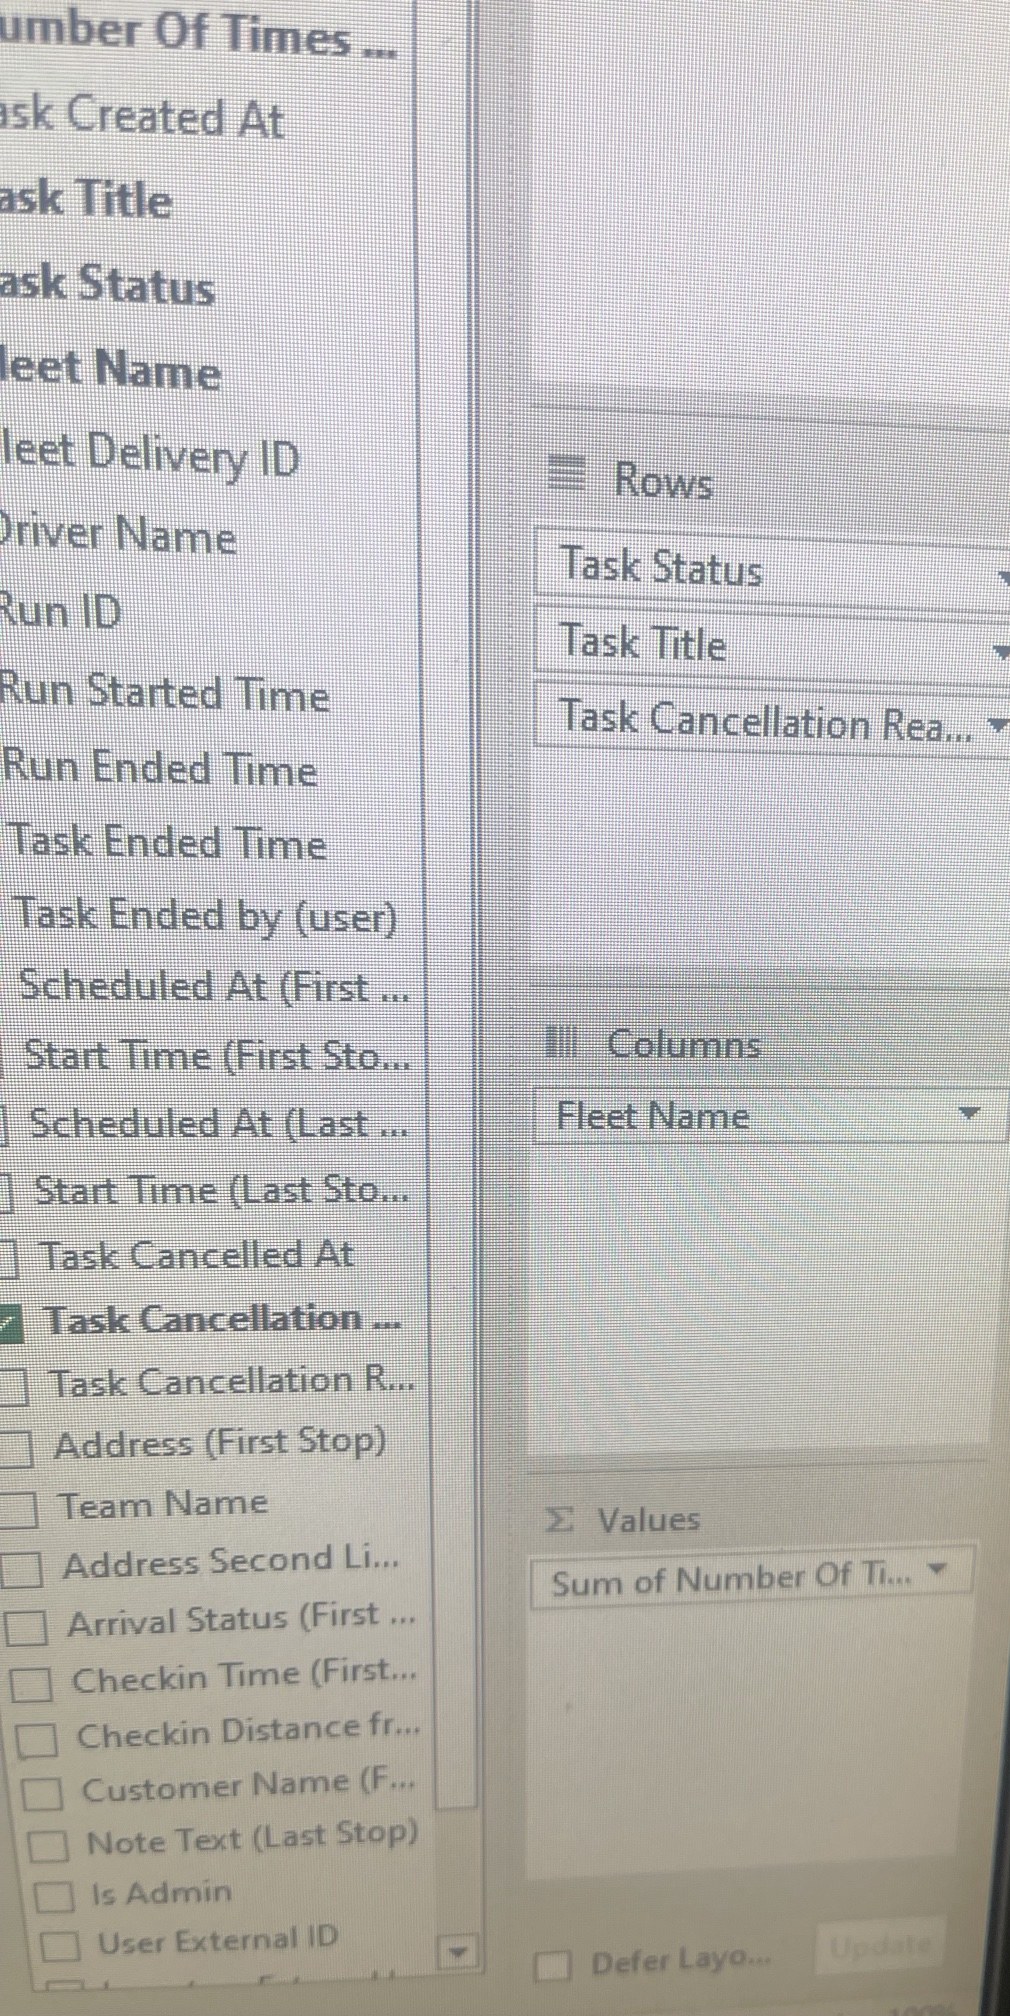 umber Of Times ...
ask Created At
ask Title
ask Status
leet Name
leet Delivery ID
Driver Name
Run ID
Run Started Time
Run Ended Time
Task Ended Time
Task Ended by (user)
Scheduled At (First ...
Start Time (First Sto...
Scheduled At (Last ...
Start Time (Last Sto...
Task Cancelled At
Task Cancellation ...
Task Cancellation R...
Address (First Stop)
Team Name
Address Second Li...
Arrival Status (First ...
Checkin Time (First...
Checkin Distance fr...
Customer Name (F...
Note Text (Last Stop)
Is Admin
User External ID
Rows
Task Status
Task Title
Task Cancellation Rea...
Columns
Fleet Name
Σ Values
Sum of Number Of Ti...
Defer Layo...
Update